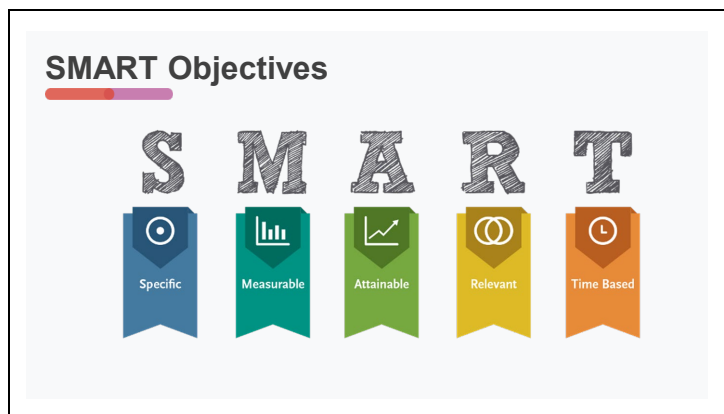 SMART Objectives
S M A R T
Specific Measurable Attainable Relevant Time Based